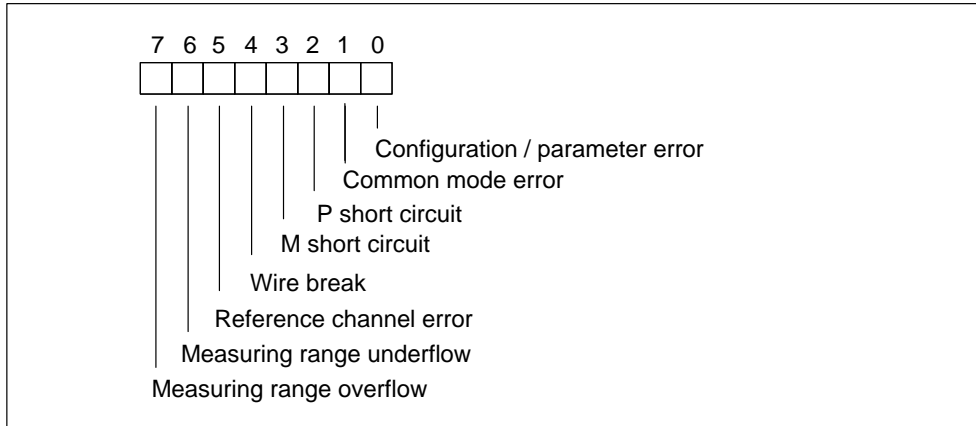 7 6 5 4 3 2 1 0
Configuration / parameter error
Common mode error
P short circuit
M short circuit
Wire break
Reference channel error
Measuring range underflow
Measuring range overflow